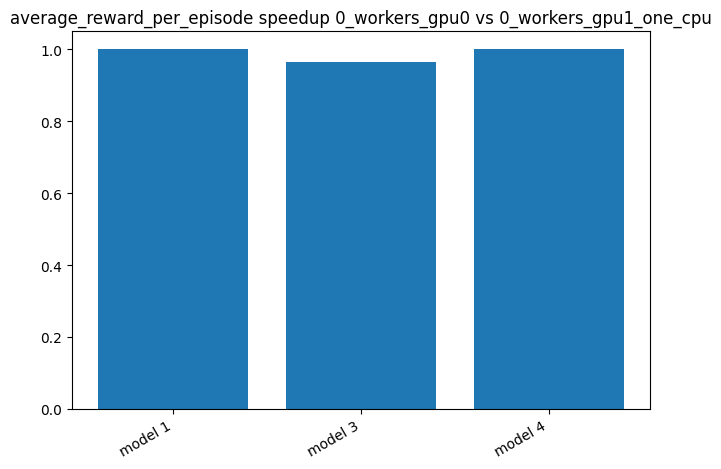 average_reward_per_episode speedup 0_workers_gpu0 vs 0_workers_gpu1_one_cpu
1.0
0.8
0.6
0.4
0.2
0.0
model 1
model 3
model 4